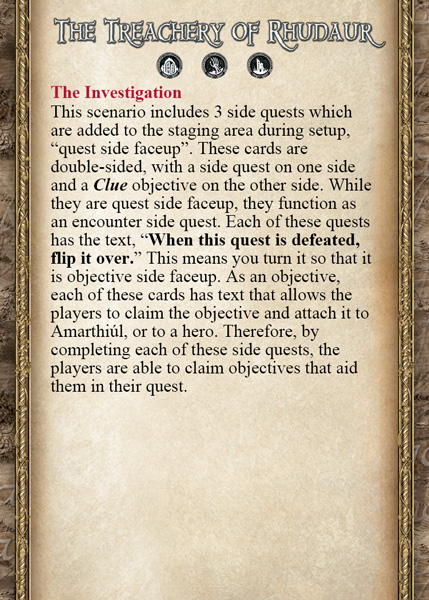 The Treachery of Rhudaur
The Investigation
This scenario includes 3 side quests which
are added to the staging area during setup,
“quest side faceup”. These cards are
double-sided, with a side quest on one side
and a Clue objective on the other side. While
they are quest side faceup, they function as
an encounter side quest. Each of these quests
has the text, “When this quest is defeated,
flip it over.” This means you turn it so that it
is objective side faceup. As an objective,
each of these cards has text that allows the
players to claim the objective and attach it to
Amarthiúl, or to a hero. Therefore, by
completing each of these side quests, the
players are able to claim objectives that aid
them in their quest.